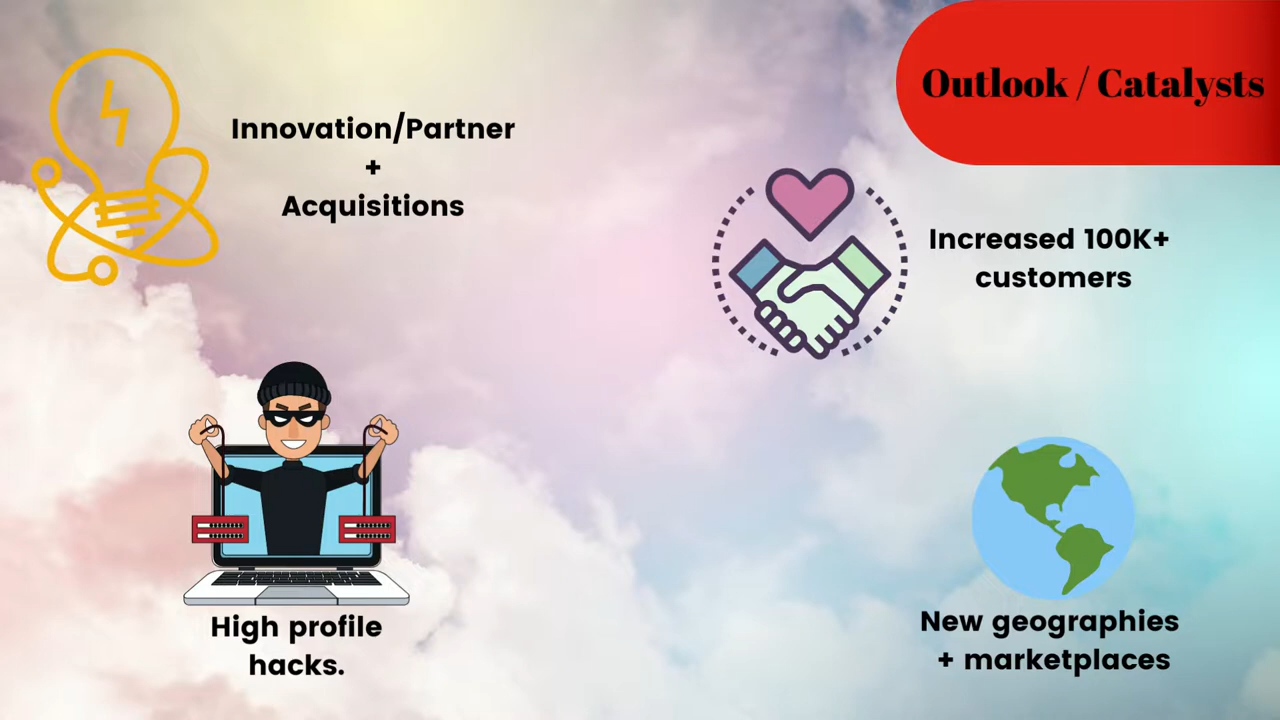 Outlook / Catalysts
Innovation/Partner
+
Acquisitions
Increased 100K+
customers
High profile
hacks.
New geographies
+ marketplaces